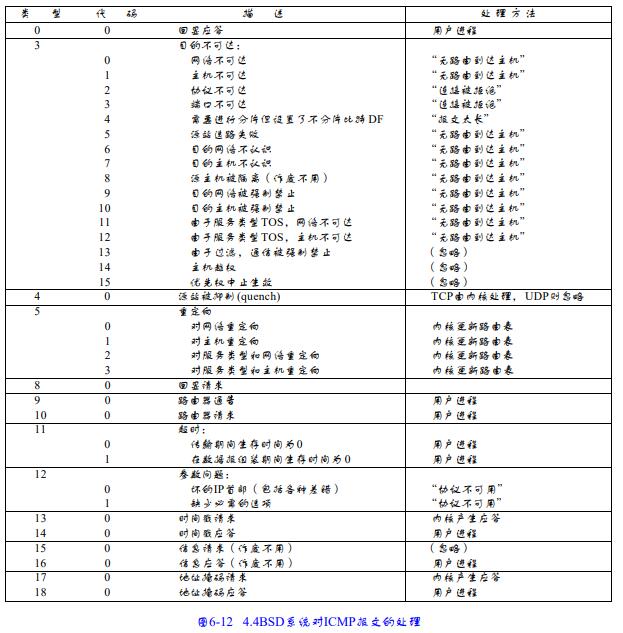 类 型 代 码 描 述 处理方法
0 0 回显应答 用户进程
3 目的不可达：
0 网络不可达 “无路由到达主机”
1 主机不可达 “无路由到达主机”
2 协议不可达 “连接被拒绝”
3 端口不可达 “连接被拒绝”
4 需要进行分片但设置了不分片比特DF “报文太长”
5 源站选路失败 “无路由到达主机”
6 目的网络不认识 “无路由到达主机”
7 目的主机不认识 “无路由到达主机”
8 源主机被隔离（作废不用） “无路由到达主机”
9 目的网络被强制禁止 “无路由到达主机”
10 目的主机被强制禁止 “无路由到达主机”
11 由于服务类型TOS，网络不可达 “无路由到达主机”
12 由于服务类型TOS，主机不可达 “无路由到达主机”
13 由于过滤，通信被强制禁止 （忽略）
14 主机越权 （忽略）
15 优先权中止生效 （忽略）
4 0 源站被抑制(quench) TCP由内核处理，UDP则忽略
5 重定向
0 对网络重定向 内核更新路由表
1 对主机重定向 内核更新路由表
2 对服务类型和网络重定向 内核更新路由表
3 对服务类型和主机重定向 内核更新路由表
8 0 回显请求
9 0 路由器通告 用户进程
10 0 路由器请求 用户进程
11 超时：
0 传输期间生存时间为0 用户进程
1 在数据报组装期间生存时间为0 用户进程
12 参数问题：
0 坏的IP首部（包括各种差错） “协议不可用”
1 缺少必需的选项 “协议不可用”
13 0 时间戳请求 内核产生应答
14 0 时间戳应答 用户进程
15 0 信息请求（作废不用） （忽略）
16 0 信息应答（作废不用） 用户进程
17 0 地址掩码请求 内核产生应答
18 0 地址掩码应答 用户进程
图6-12 4.4BSD系统对ICMP报文的处理